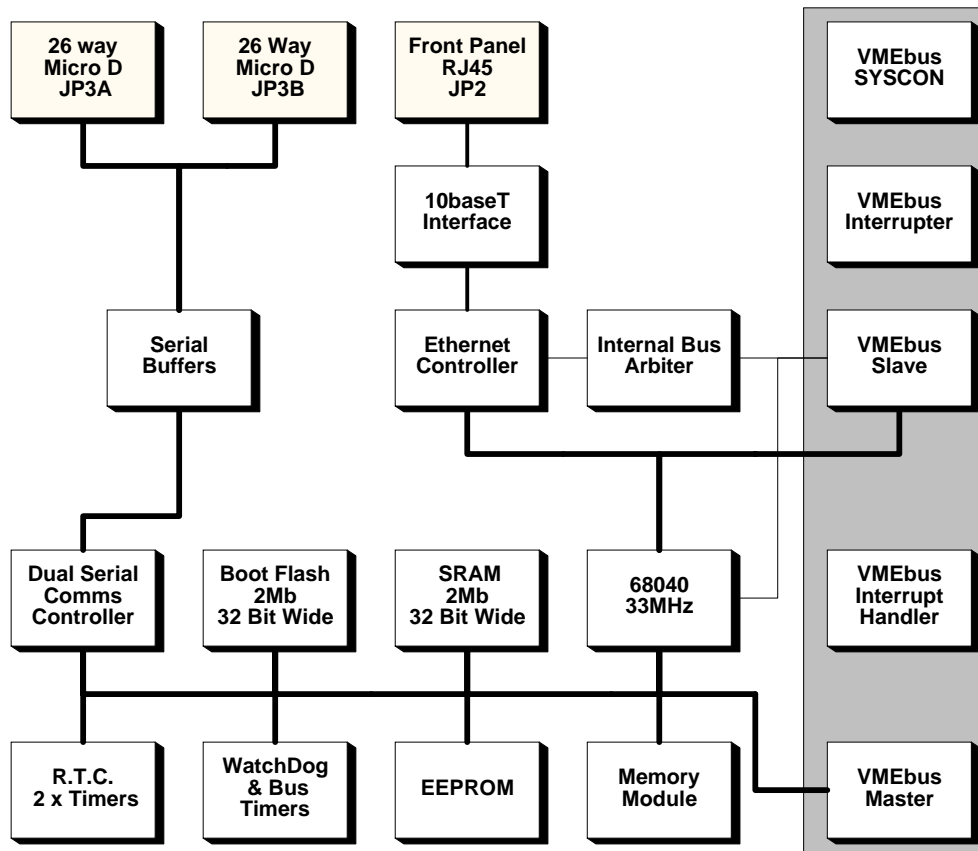 26 way
Micro D
JP3A
26 Way
Micro D
JP3B
Front Panel
RJ45
JP2
VMEbus
SYSCON
10baseT
Interface
VMEbus
Interrupter
Serial
Buffers
Ethernet
Controller
Internal Bus
Arbiter
VMEbus
Slave
Dual Serial
Comms
Controller
Boot Flash
2Mb
32 Bit Wide
SRAM
2Mb
32 Bit Wide
68040
33MHz
VMEbus
Interrupt
Handler
R.T.C.
2 x Timers
WatchDog
& Bus
Timers
EEPROM
Memory
Module
VMEbus
Master